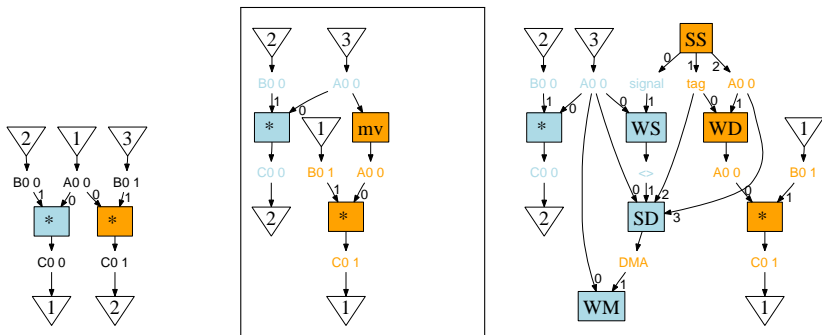 2 1 3
B0 0 A0 0 B0 1
1 0 0 1
* *
C0 0 C0 1
1 2
2 3
B0 0 A0 0
1 0
* 1 mv
C0 0 B0 1 A0 0
1 0
2 *
C0 1
1
2 3 SS
0 1 2
B0 0 A0 0 signal tag A0 0
1 0 0 1 0 1
* WS WD 1
C0 0 <> A0 0 B0 1
0 1 2 0 1
2 SD 3 *
DMA C0 1
0 1
WM 1